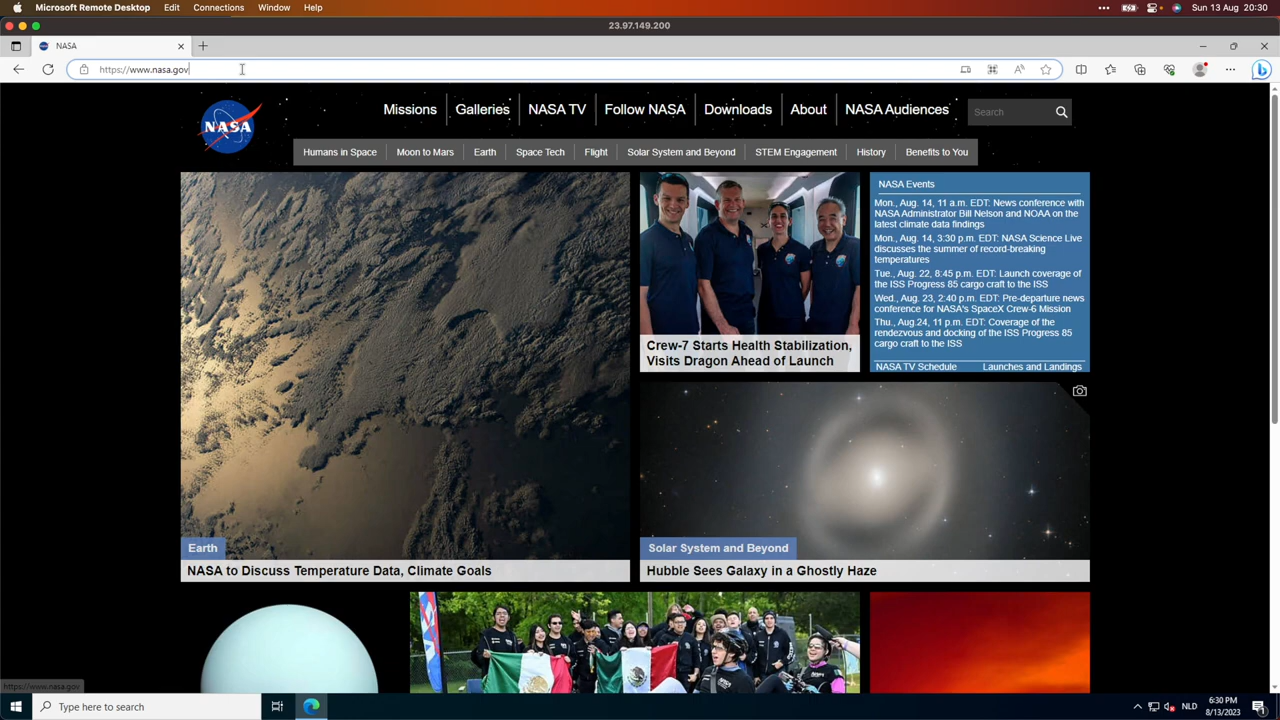 Microsoft Remote Desktop Edit Connections Window Help
Sun 13 Aug 20:30
23.97.149.200
NASA
https://www.nasa.gov
NASA
Missions
Galleries
NASA TV
Follow NASA
Downloads
About
NASA Audiences
Search
Humans in Space
Moon to Mars
Earth
Space Tech
Flight
Solar System and Beyond
STEM Engagement
History
Benefits to You
Earth
NASA to Discuss Temperature Data, Climate Goals
Crew-7 Starts Health Stabilization,
Visits Dragon Ahead of Launch
NASA Events
Mon., Aug. 14, 11 a.m. EDT: News conference with
NASA Administrator Bill Nelson and NOAA on the
latest climate data findings
Mon., Aug. 14, 3:30 p.m. EDT: NASA Science Live
discusses the summer of record-breaking
temperatures
Tue., Aug. 22, 8:45 p.m. EDT: Launch coverage of
the ISS Progress 85 cargo craft to the ISS
Wed., Aug. 23, 2:40 p.m. EDT: Pre-departure news
conference for NASA's SpaceX Crew-6 Mission
Thu., Aug.24, 11 p.m. EDT: Coverage of the
rendezvous and docking of the ISS Progress 85
cargo craft to the ISS
NASA TV Schedule
Launches and Landings
Solar System and Beyond
Hubble Sees Galaxy in a Ghostly Haze
https://www.nasa.gov
Type here to search
NLD
6:30 PM
8/13/2023
1